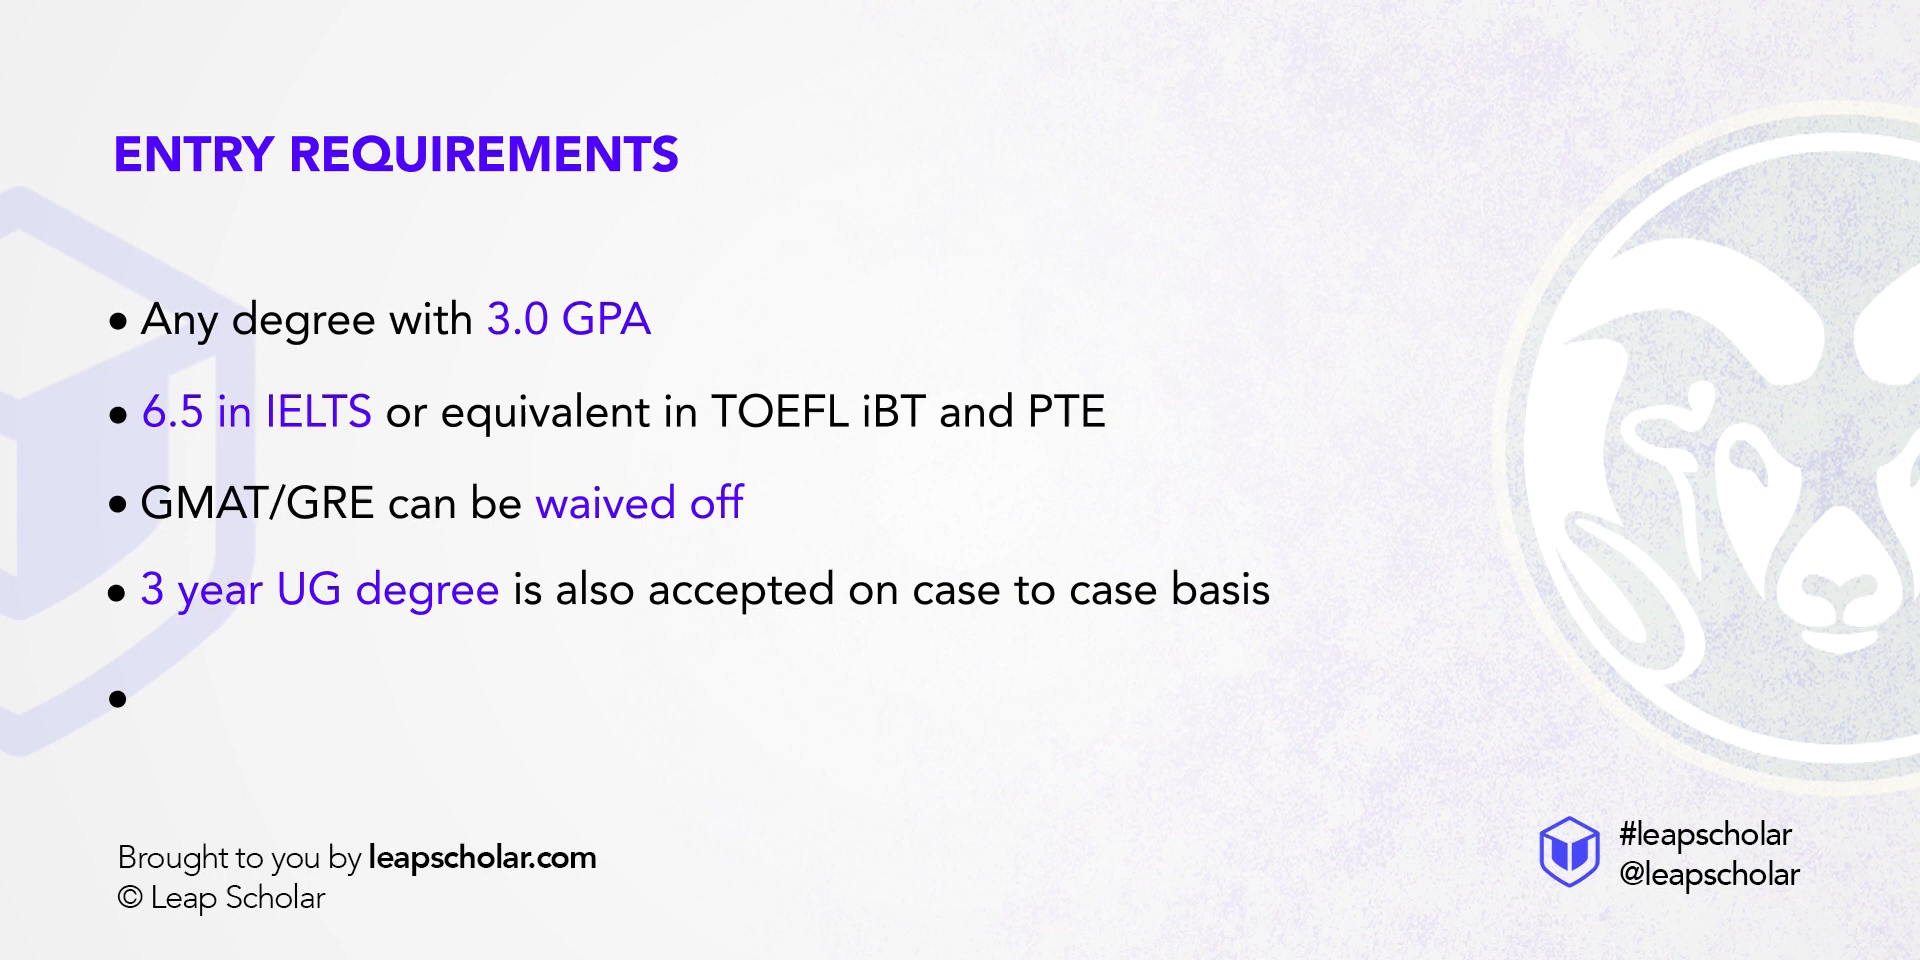 ENTRY REQUIREMENTS
• Any degree with 3.0 GPA
• 6.5 in IELTS or equivalent in TOEFL iBT and PTE
• GMAT/GRE can be waived off
• 3 year UG degree is also accepted on case to case basis
•
Brought to you by leapscholar.com
© Leap Scholar
#leapscholar
@leapscholar